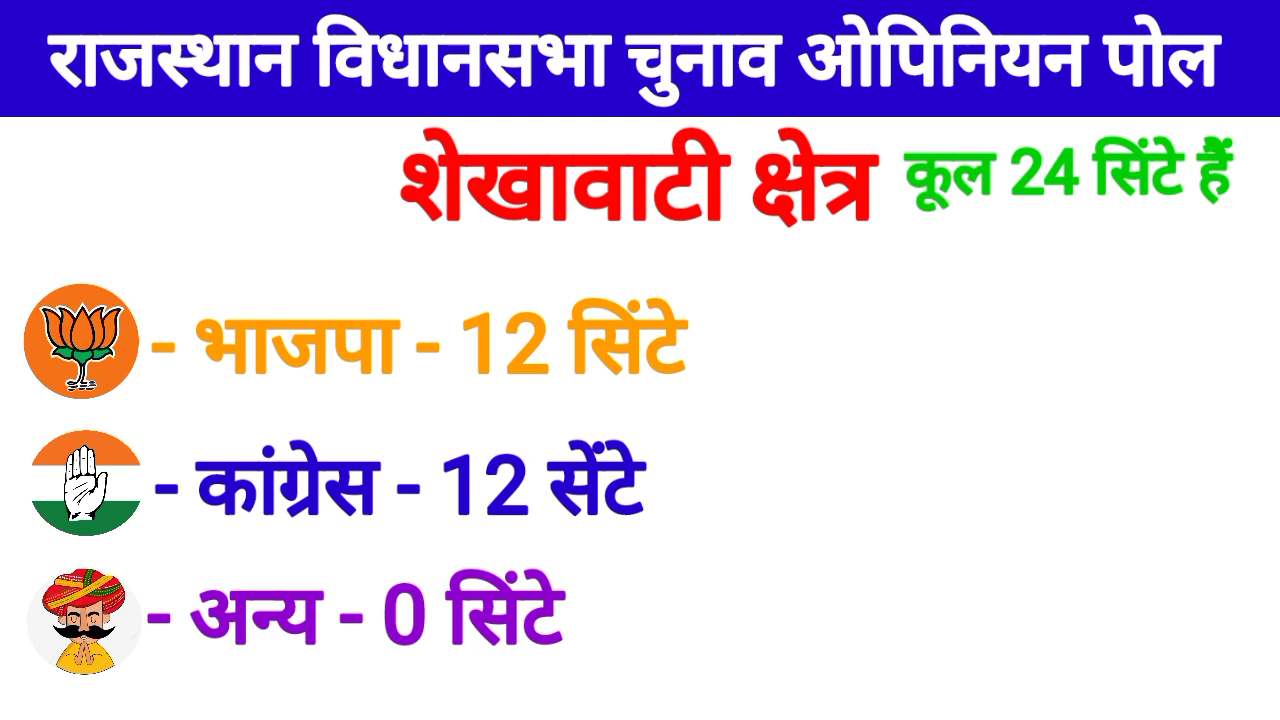 राजस्थान विधानसभा चुनाव ओपिनियन पोल
शेखावाटी क्षेत्र कूल 24 सिंटे हैं
- भाजपा - 12 सिंटे
- कांग्रेस - 12 सेंटे
- अन्य - 0 सिंटे